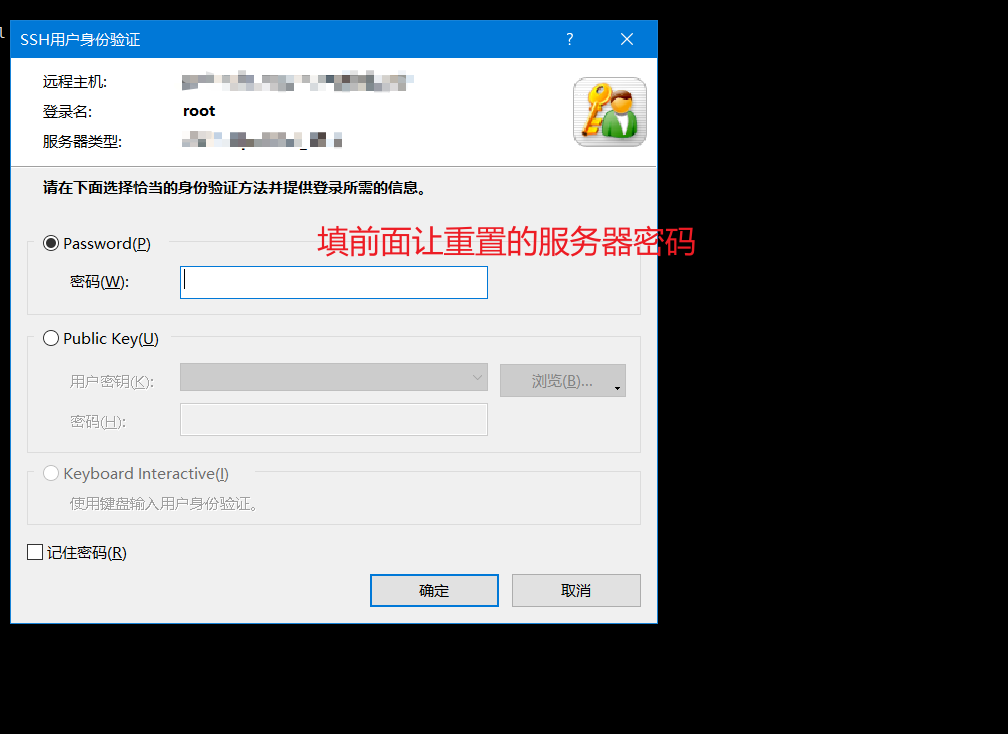 SSH用户身份验证
远程主机:
登录名: root
服务器类型:
请在下面选择恰当的身份验证方法并提供登录所需的信息。
填前面让重置的服务器密码
Password(P)
密码(W):
Public Key(U)
用户密钥(K): 浏览(B)...
密码(H):
Keyboard Interactive(I)
使用键盘输入用户身份验证。
记住密码(R)
确定 取消